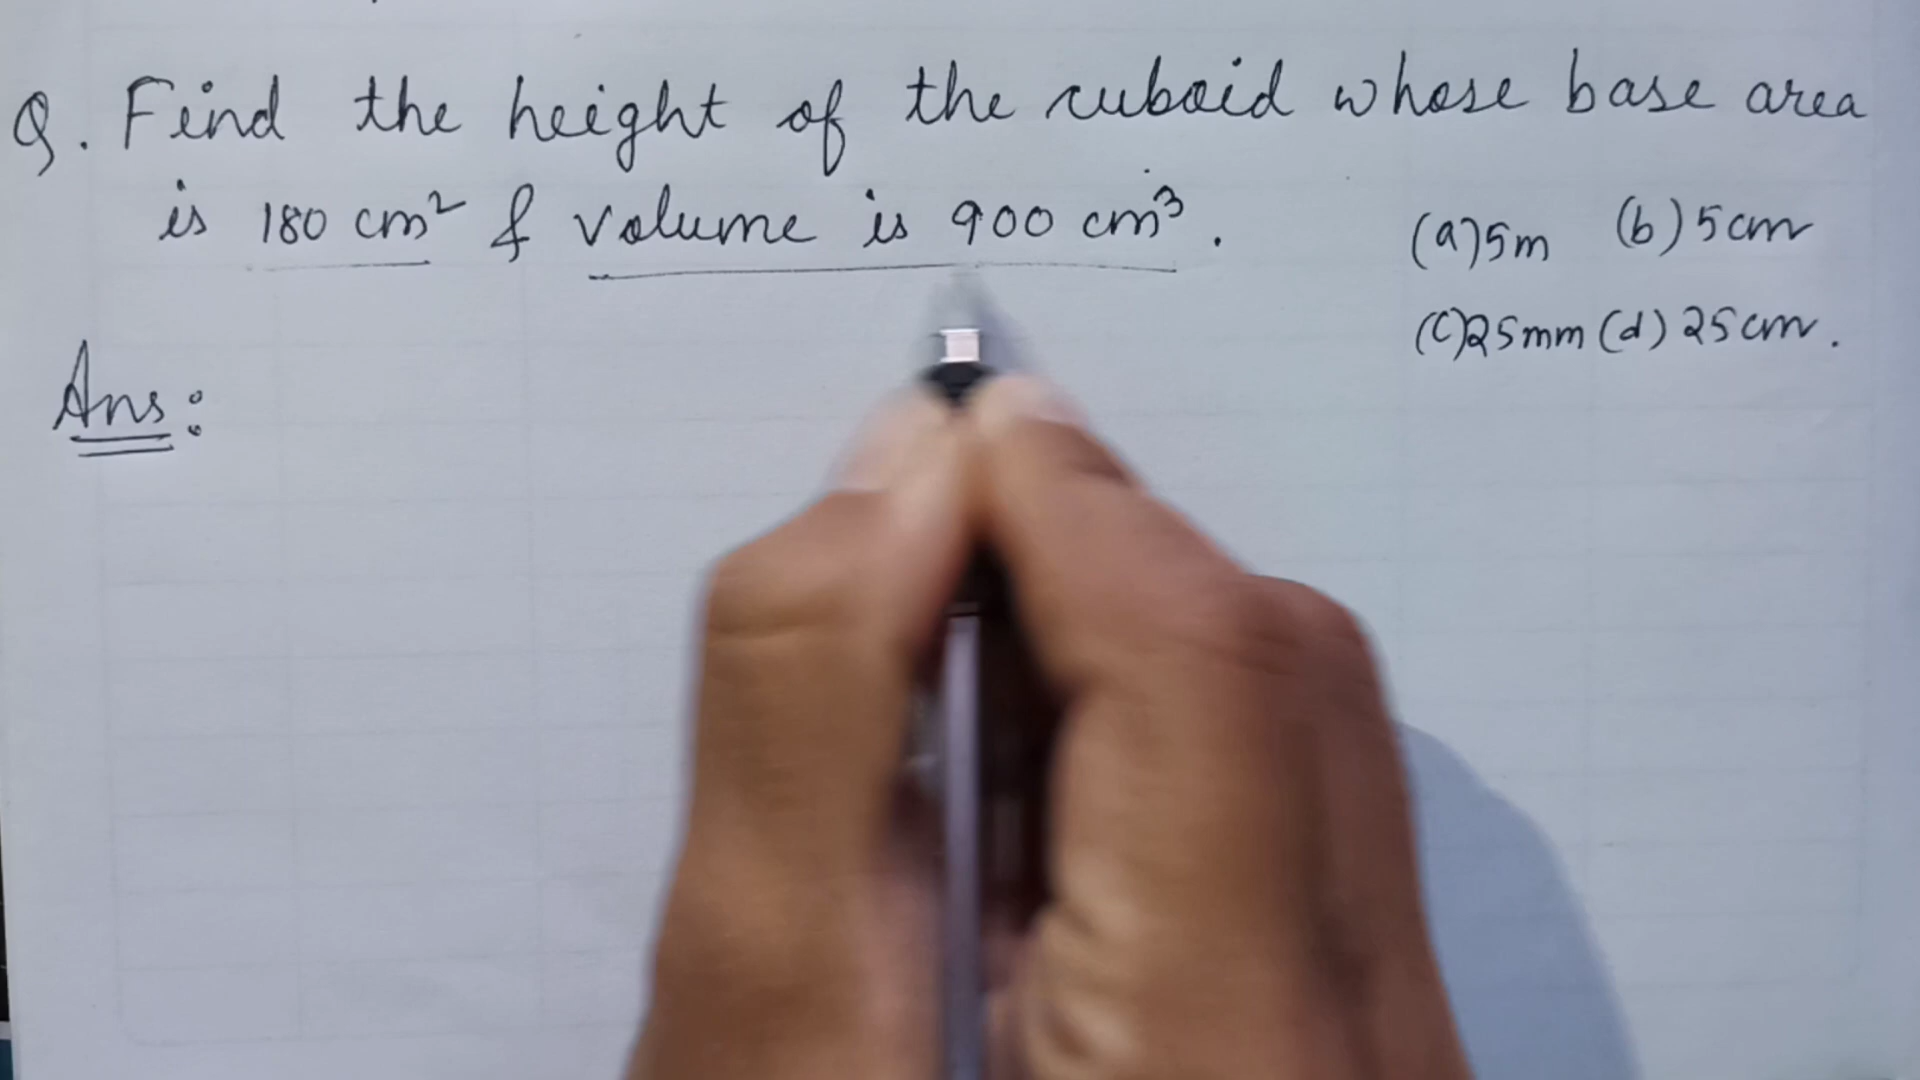 Q. Find the height of the cuboid whose base area
is 180 cm² & volume is 900 cm³.
(a) 5m (b) 5cm
(c) 25mm (d) 25cm.
Ans: